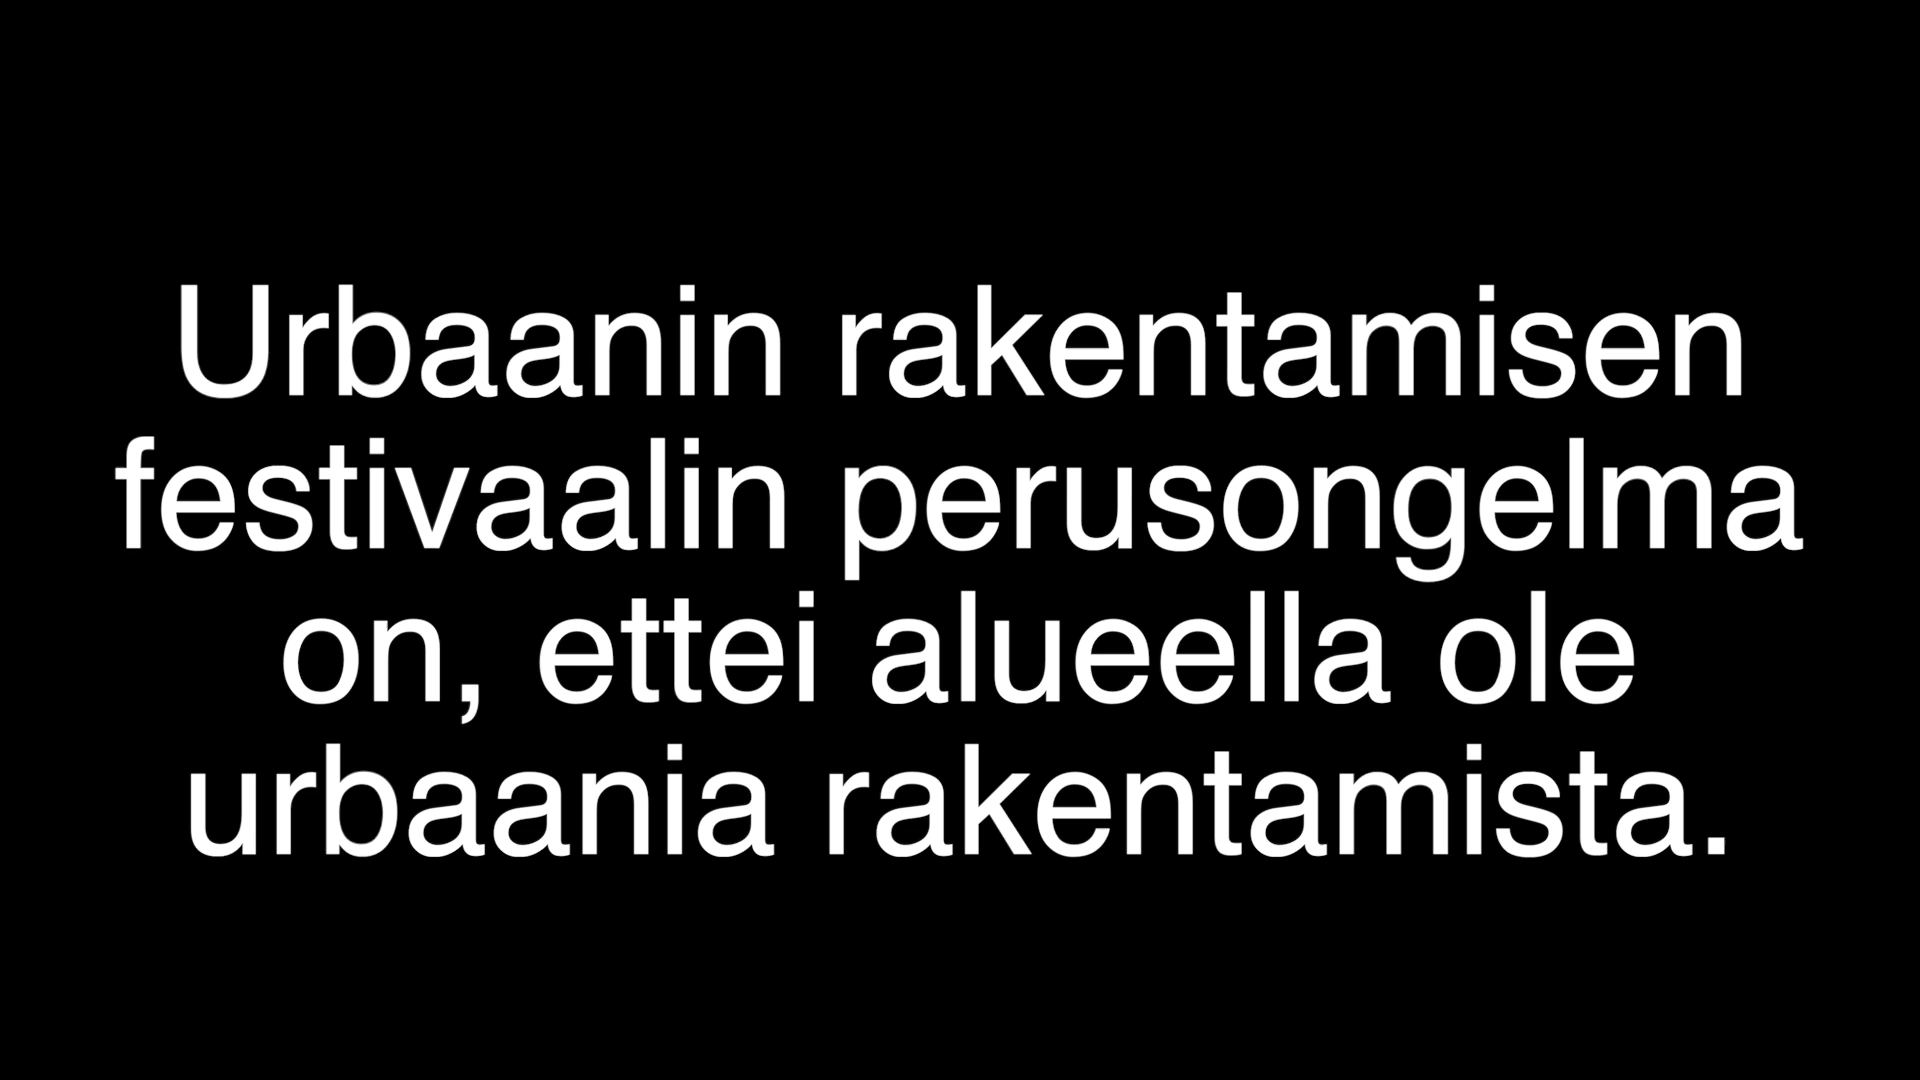 Urbaanin rakentamisen
festivaalin perusongelma
on, ettei alueella ole
urbaania rakentamista.